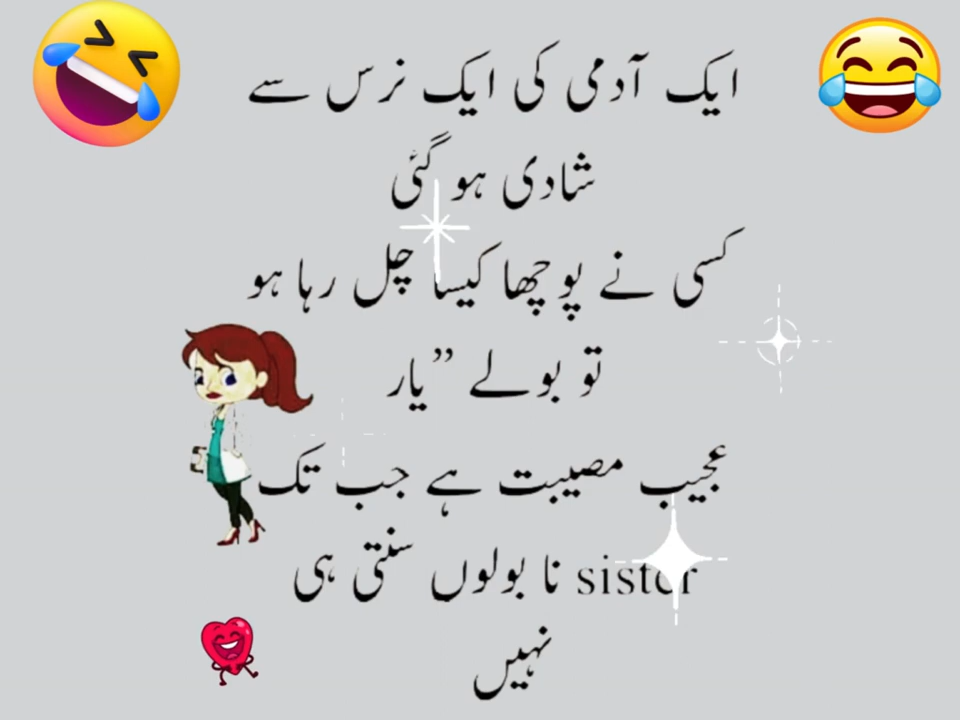 ایک آدمی کی ایک نرس سے
شادی ہو گئی
کسی نے پوچھا کیسا چل رہا ہو
تو بولے ”یار
عجیب مصیبت ہے جب تک
sister نا بولوں سنتی ہی
نہیں